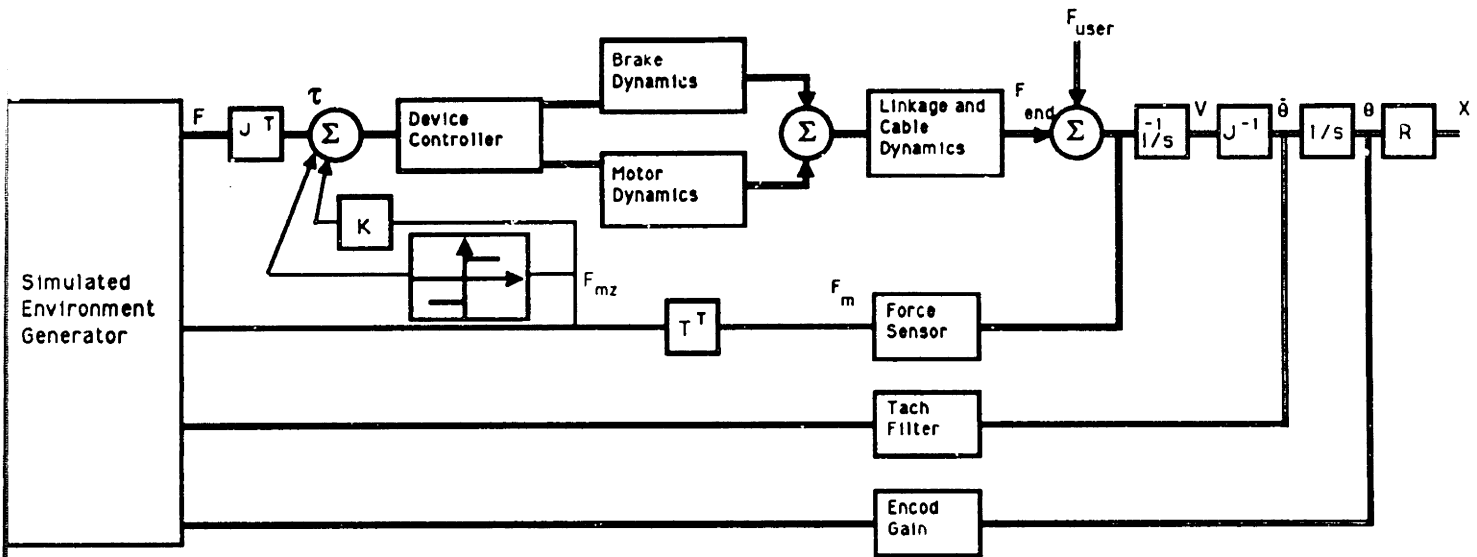 F
user
Brake
Dynamics
τ
F
J T
Σ
Device
Controller
Σ
Linkage and
Cable
Dynamics
F
end
Σ
-1
1/s
V
J -1
θ̇
1/s
θ
R
X
Motor
Dynamics
K
F
mz
Simulated
Environment
Generator
T T
F
m
Force
Sensor
Tach
Filter
Encod
Gain